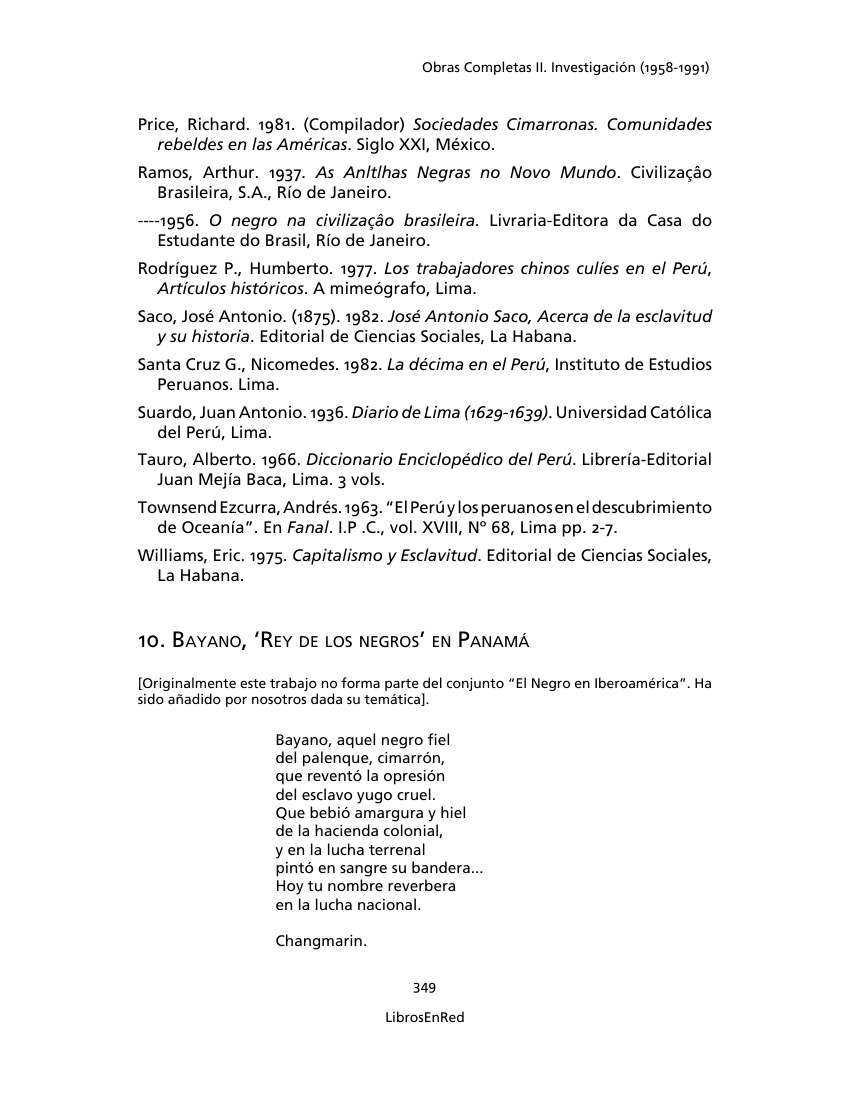 Obras Completas II. Investigación (1958-1991)
Price, Richard. 1981. (Compilador) Sociedades Cimarronas. Comunidades
rebeldes en las Américas. Siglo XXI, México.
Ramos, Arthur. 1937. As Anltlhas Negras no Novo Mundo. Civilizaçâo
Brasileira, S.A., Río de Janeiro.
----1956. O negro na civilizaçâo brasileira. Livraria-Editora da Casa do
Estudante do Brasil, Río de Janeiro.
Rodríguez P., Humberto. 1977. Los trabajadores chinos culíes en el Perú,
Artículos históricos. A mimeógrafo, Lima.
Saco, José Antonio. (1875). 1982. José Antonio Saco, Acerca de la esclavitud
y su historia. Editorial de Ciencias Sociales, La Habana.
Santa Cruz G., Nicomedes. 1982. La décima en el Perú, Instituto de Estudios
Peruanos. Lima.
Suardo, Juan Antonio. 1936. Diario de Lima (1629-1639). Universidad Católica
del Perú, Lima.
Tauro, Alberto. 1966. Diccionario Enciclopédico del Perú. Librería-Editorial
Juan Mejía Baca, Lima. 3 vols.
Townsend Ezcurra, Andrés. 1963. “El Perú y los peruanos en el descubrimiento
de Oceanía”. En Fanal. I.P .C., vol. XVIII, Nº 68, Lima pp. 2-7.
Williams, Eric. 1975. Capitalismo y Esclavitud. Editorial de Ciencias Sociales,
La Habana.
10. Bayano, ‘Rey de los negros’ en Panamá
[Originalmente este trabajo no forma parte del conjunto “El Negro en Iberoamérica”. Ha
sido añadido por nosotros dada su temática].
Bayano, aquel negro fiel
del palenque, cimarrón,
que reventó la opresión
del esclavo yugo cruel.
Que bebió amargura y hiel
de la hacienda colonial,
y en la lucha terrenal
pintó en sangre su bandera...
Hoy tu nombre reverbera
en la lucha nacional.
Changmarin.
349
LibrosEnRed